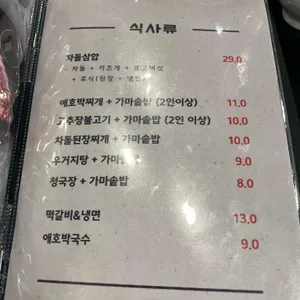 식사류
차돌삼합 29.0
- 차돌 + 키조개 + 표고버섯
+ 후식(된장 + 냉면)
애호박찌개 + 가마솥밥 (2인이상) 11.0
고추장불고기 + 가마솥밥 (2인 이상) 10.0
차돌된장찌개 + 가마솥밥 10.0
우거지탕 + 가마솥밥 9.0
청국장 + 가마솥밥 8.0
떡갈비&냉면 13.0
애호박국수 9.0